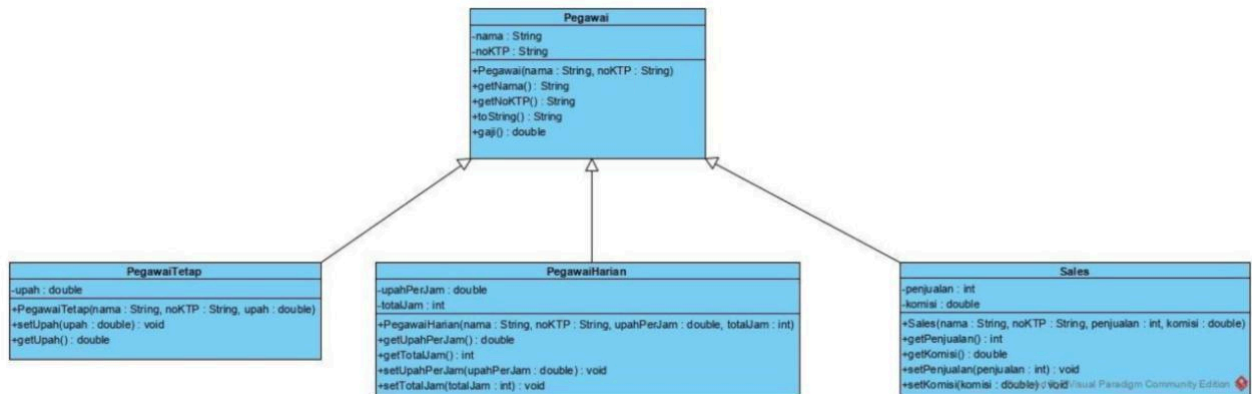 Pegawai
-nama : String
-noKTP : String
+Pegawai(nama : String, noKTP : String)
+getNama() : String
+getNoKTP() : String
+toString() : String
+gaji() : double
PegawaiTetap
-upah : double
+PegawaiTetap(nama : String, noKTP : String, upah : double)
+setUpah(upah : double) : void
+getUpah() : double
PegawaiHarian
-upahPerJam : double
-totalJam : int
+PegawaiHarian(nama : String, noKTP : String, upahPerJam : double, totalJam : int)
+getUpahPerJam() : double
+getTotalJam() : int
+setUpahPerJam(upahPerJam : double) : void
+setTotalJam(totalJam : int) : void
Sales
-penjualan : int
-komisi : double
+Sales(nama : String, noKTP : String, penjualan : int, komisi : double)
+getPenjualan() : int
+getKomisi() : double
+setPenjualan(penjualan : int) : void
+setKomisi(komisi : double) : void
Visual Paradigm Community Edition